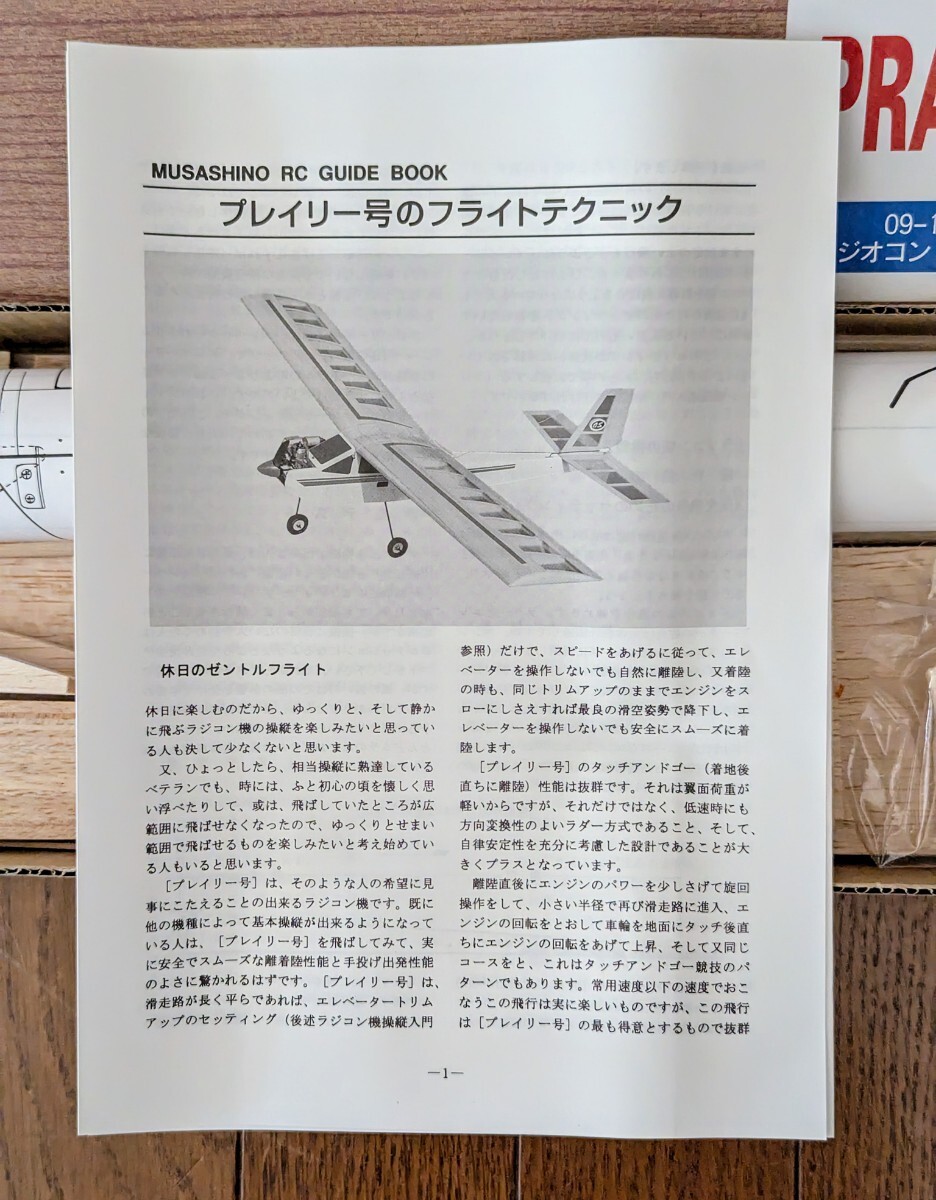 PRA
09-1
ジオコン
MUSASHINO RC GUIDE BOOK
プレイリー号のフライトテクニック
休日のゼントルフライト
休日に楽しむのだから、ゆっくりと、そして静か
に飛ぶラジコン機の操縦を楽しみたいと思ってい
る人も決して少なくないと思います。
又、ひょっとしたら、相当操縦に熟達している
ベテランでも、時には、ふと初心の頃を懐しく思
い浮べたりして、或は、飛ばしていたところが広
範囲に飛ばせなくなったので、ゆっくりとせまい
範囲で飛ばせるものを楽しみたいと考え始めてい
る人もいると思います。
［プレイリー号］は、そのような人の希望に見
事にこたえることの出来るラジコン機です。既に
他の機種によって基本操縦が出来るようになって
いる人は、［プレイリー号］を飛ばしてみて、実
に安全でスムーズな離着陸性能と手投げ出発性能
のよさに驚かれるはずです。［プレイリー号］は、
滑走路が長く平らであれば、エレベータートリム
アップのセッティング（後述ラジコン機操縦入門
参照）だけで、スピードをあげるに従って、エレ
ベーターを操作しないでも自然に離陸し、又着陸
の時も、同じトリムアップのままでエンジンをス
ローにしさえすれば最良の滑空姿勢で降下し、エ
レベーターを操作しないでも安全にスムーズに着
陸します。
［プレイリー号］のタッチアンドゴー（着地後
直ちに離陸）性能は抜群です。それは翼面荷重が
軽いからですが、それだけではなく、低速時にも
方向変換性のよいラダー方式であること、そして、
自律安定性を充分に考慮した設計であることが大
きくプラスとなっています。
離陸直後にエンジンのパワーを少しさげて旋回
操作をして、小さい半径で再び滑走路に進入、エ
ンジンの回転をとおして車輪を地面にタッチ後直
ちにエンジンの回転をあげて上昇、そして又同じ
コースをと、これはタッチアンドゴー競技のパ
ターンでもあります。常用速度以下の速度でおこ
なうこの飛行は実に楽しいものですが、この飛行
は［プレイリー号］の最も得意とするもので抜群
—1—